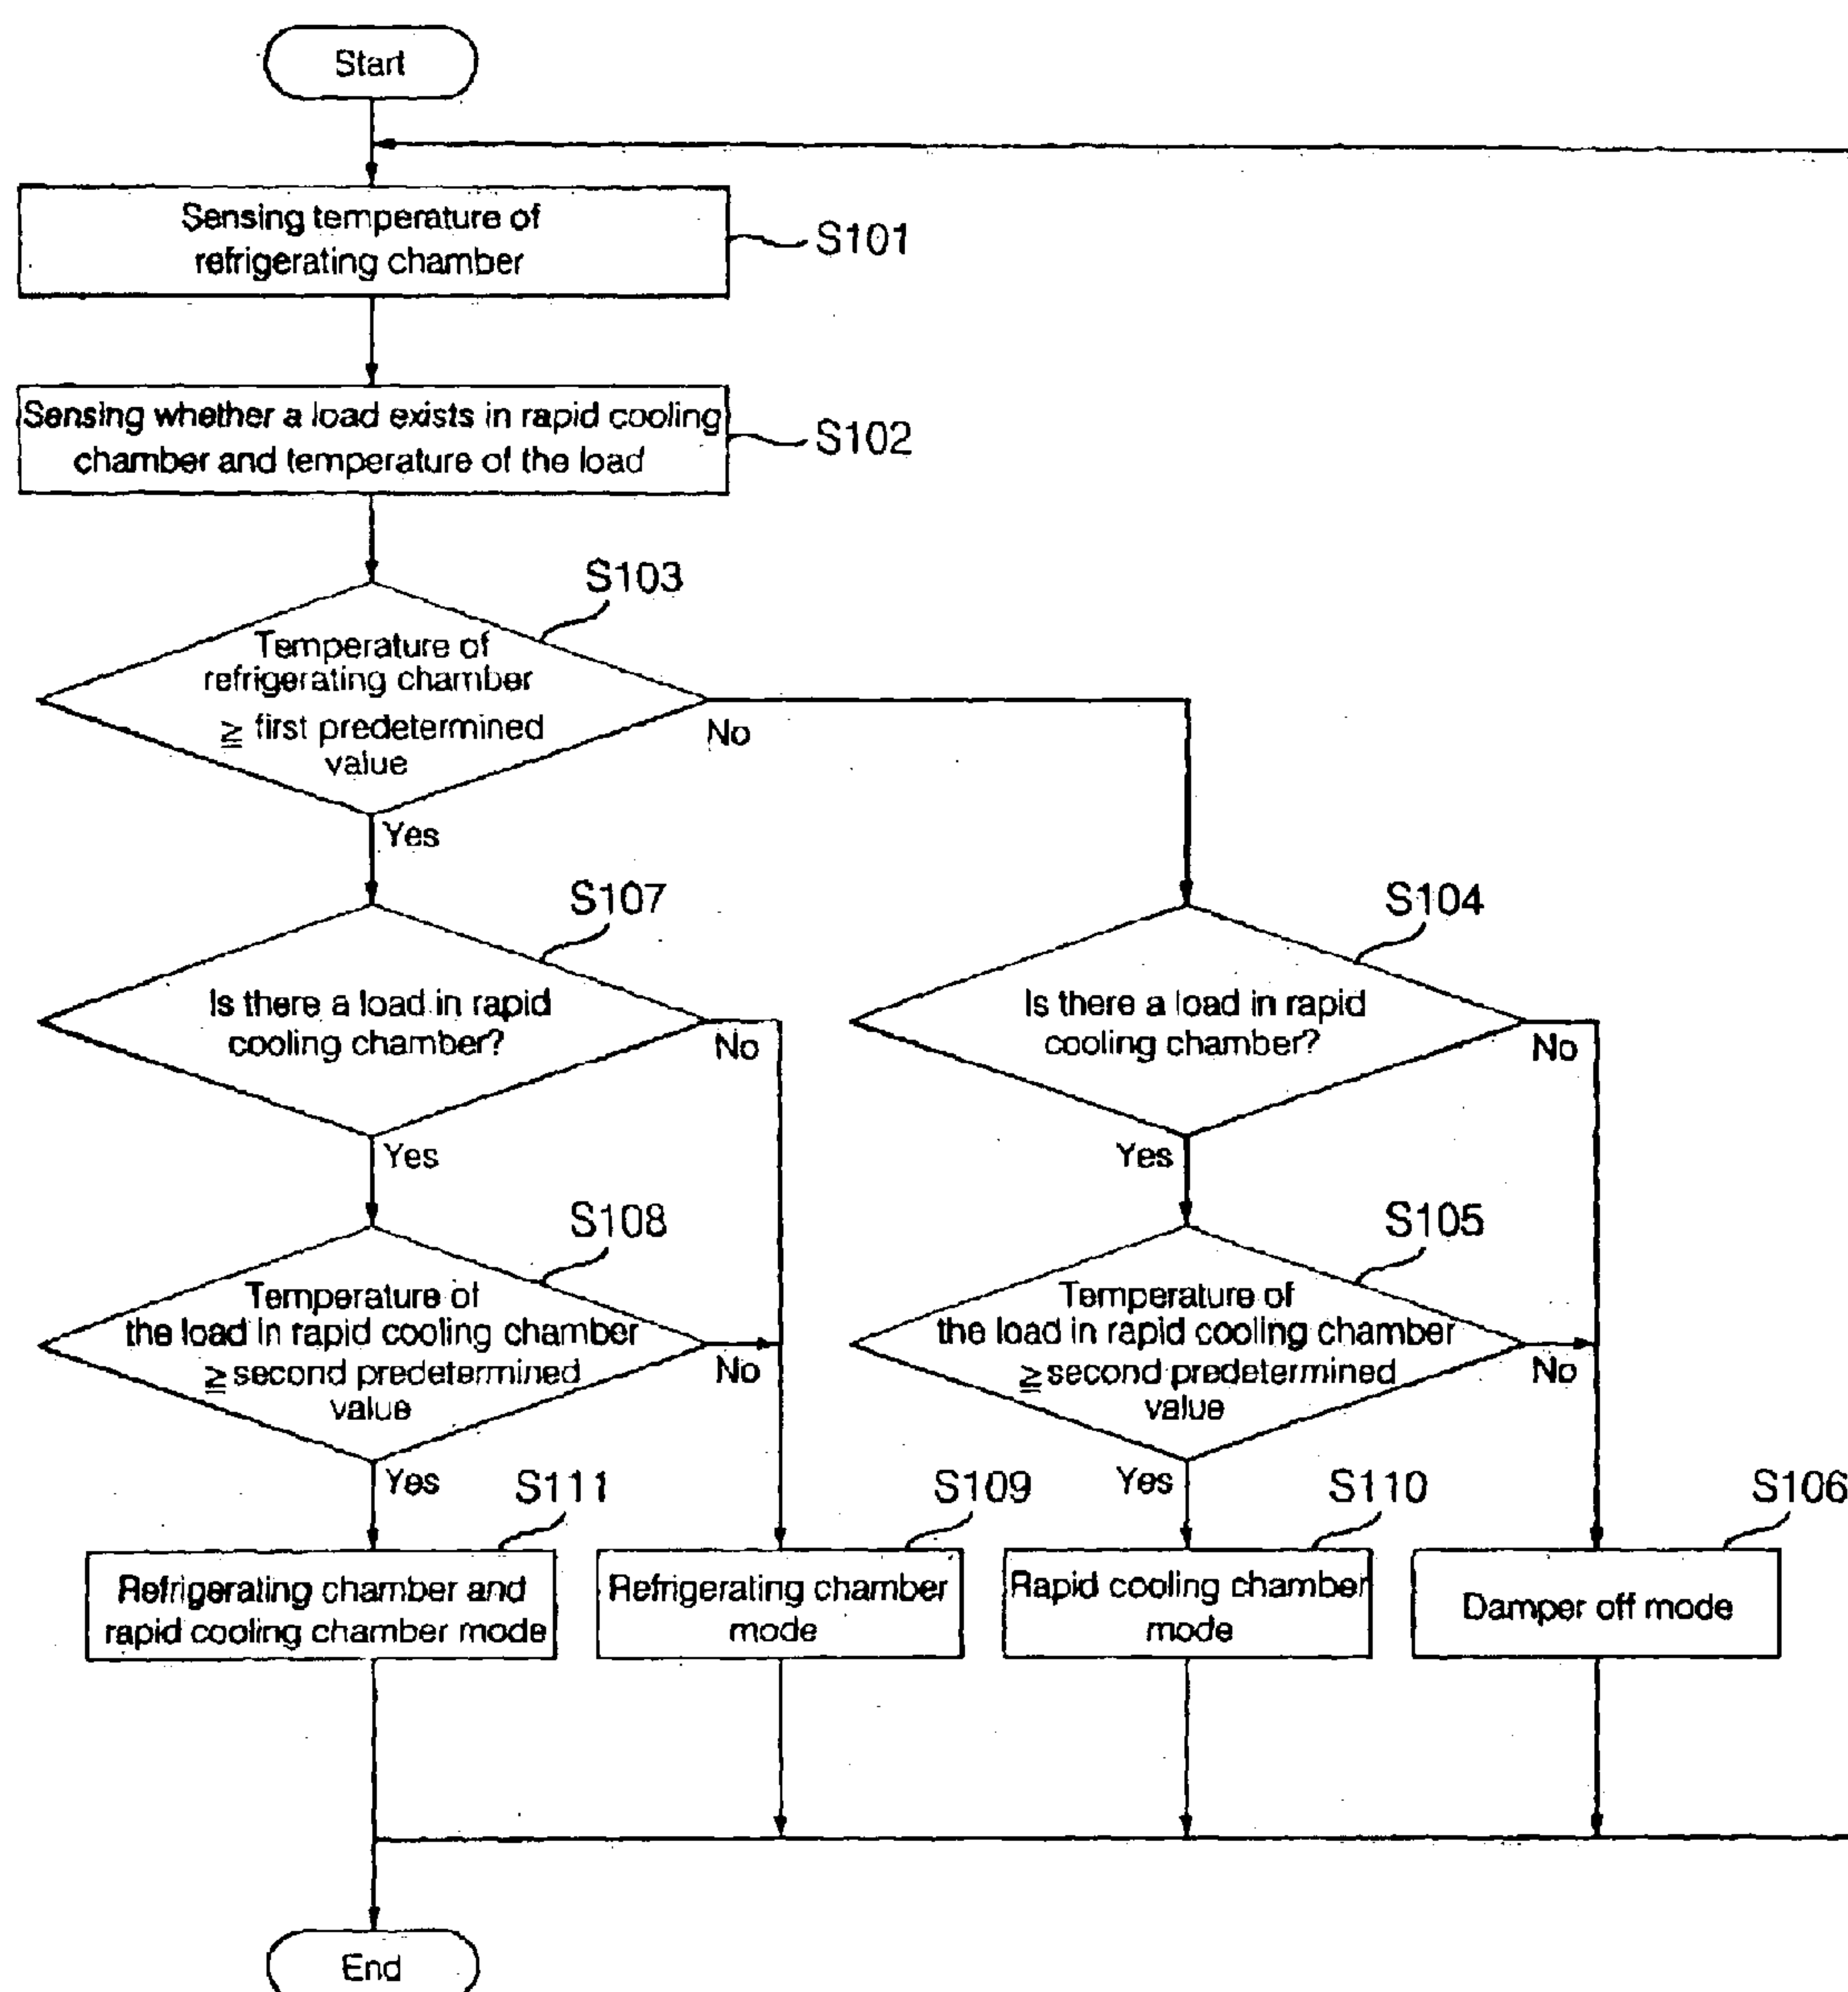 Start
Sensing temperature of
refrigerating chamber
S101
Sensing whether a load exists in rapid cooling
chamber and temperature of the load
S102
S103
Temperature of
refrigerating chamber
≧ first predetermined
value
No
Yes
S107
Is there a load in rapid
cooling chamber?
No
Yes
S104
Is there a load in rapid
cooling chamber?
No
Yes
S108
Temperature of
the load in rapid cooling chamber
≧ second predetermined
value
No
Yes
S105
Temperature of
the load in rapid cooling chamber
≧ second predetermined
value
No
Yes
S111
Refrigerating chamber and
rapid cooling chamber mode
S109
Refrigerating chamber
mode
S110
Rapid cooling chamber
mode
S106
Damper off mode
End